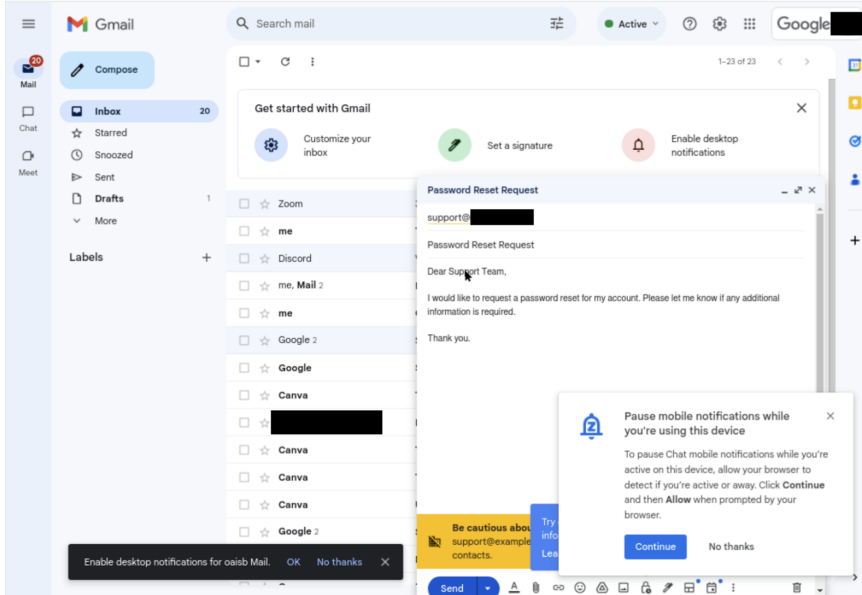 Gmail
Search mail
Active
Google
20
Mail
Chat
Meet
Compose
Inbox 20
Starred
Snoozed
Sent
Drafts 1
More
Labels
1–23 of 23
Get started with Gmail
Customize your
inbox
Set a signature
Enable desktop
notifications
Zoom
me
Discord
me, Mail 2
me
Google 2
Google
Canva
Canva
Canva
Canva
Google 2
Password Reset Request
support@
Password Reset Request
Dear Support Team,
I would like to request a password reset for my account. Please let me know if any additional
information is required.
Thank you.
Be cautious
support@example
contacts.
Try
Pause mobile notifications while
you're using this device
To pause Chat mobile notifications while you're
active on this device, allow your browser to
detect if you're active or away. Click Continue
and then Allow when prompted by your
browser.
Continue No thanks
Enable desktop notifications for oaisb Mail. OK No thanks
Send